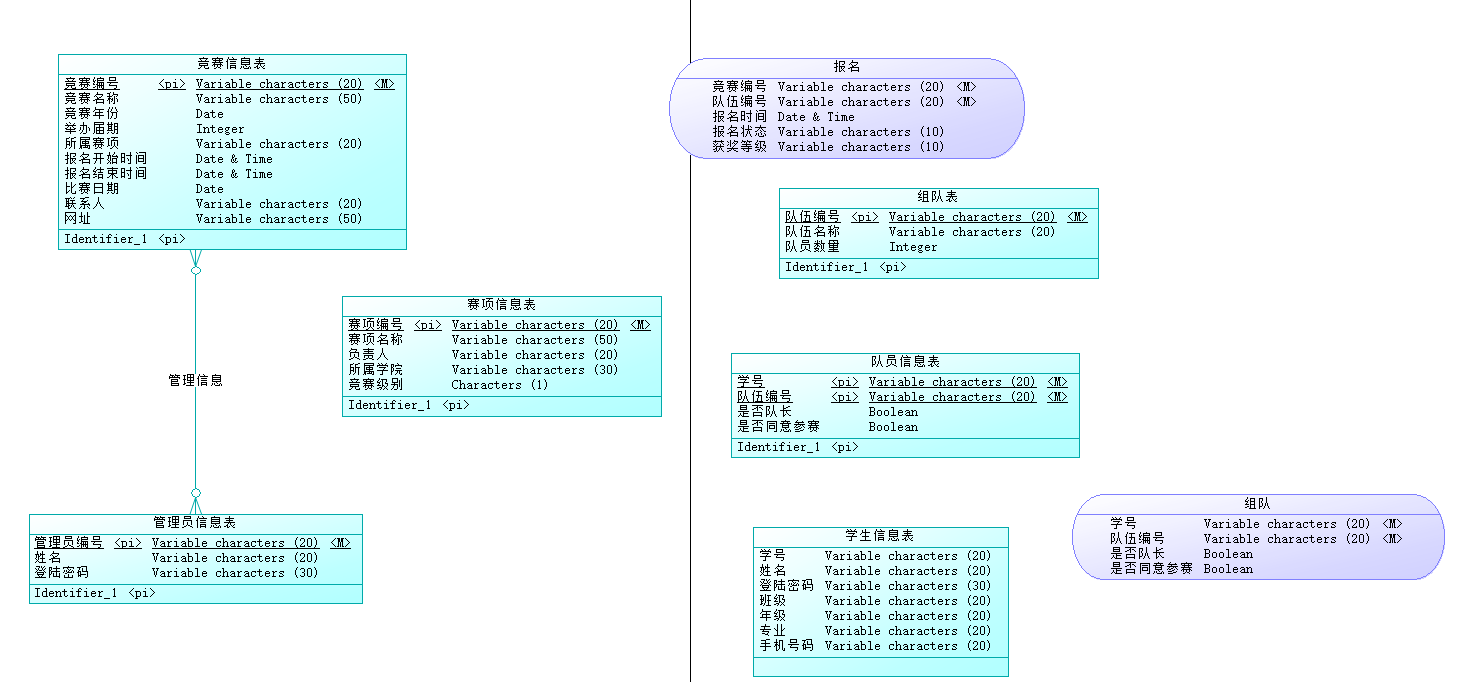 竟赛信息表
竟赛编号 <pi> Variable characters (20) <M>
竟赛名称 Variable characters (50)
竟赛年份 Date
举办届期 Integer
所属赛项 Variable characters (20)
报名开始时间 Date & Time
报名结束时间 Date & Time
比赛日期 Date
联系人 Variable characters (20)
网址 Variable characters (50)
Identifier_1 <pi>
管理信息
管理员信息表
管理员编号 <pi> Variable characters (20) <M>
姓名 Variable characters (20)
登陆密码 Variable characters (30)
Identifier_1 <pi>
赛项信息表
赛项编号 <pi> Variable characters (20) <M>
赛项名称 Variable characters (50)
负责人 Variable characters (20)
所属学院 Variable characters (30)
竟赛级别 Characters (1)
Identifier_1 <pi>
报名
竟赛编号 Variable characters (20) <M>
队伍编号 Variable characters (20) <M>
报名时间 Date & Time
报名状态 Variable characters (10)
获奖等级 Variable characters (10)
组队表
队伍编号 <pi> Variable characters (20) <M>
队伍名称 Variable characters (20)
队员数量 Integer
Identifier_1 <pi>
队员信息表
学号 <pi> Variable characters (20) <M>
队伍编号 <pi> Variable characters (20) <M>
是否队长 Boolean
是否同意参赛 Boolean
Identifier_1 <pi>
学生信息表
学号 Variable characters (20)
姓名 Variable characters (20)
登陆密码 Variable characters (30)
班级 Variable characters (20)
年级 Variable characters (20)
专业 Variable characters (20)
手机号码 Variable characters (20)
组队
学号 Variable characters (20) <M>
队伍编号 Variable characters (20) <M>
是否队长 Boolean
是否同意参赛 Boolean